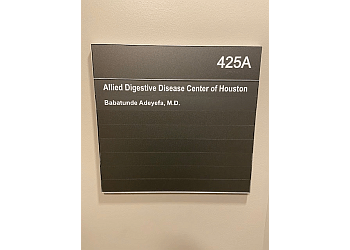 425A
Allied Digestive Disease Center of Houston
Babatunde Adeyefa, M.D.